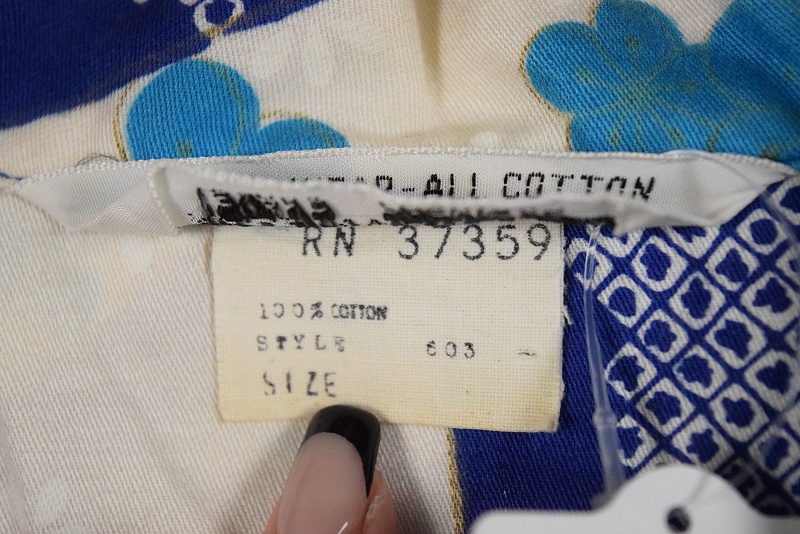 -ALL COTTON
RN 37359
100% COTTON
STYLE 603 -
SIZE